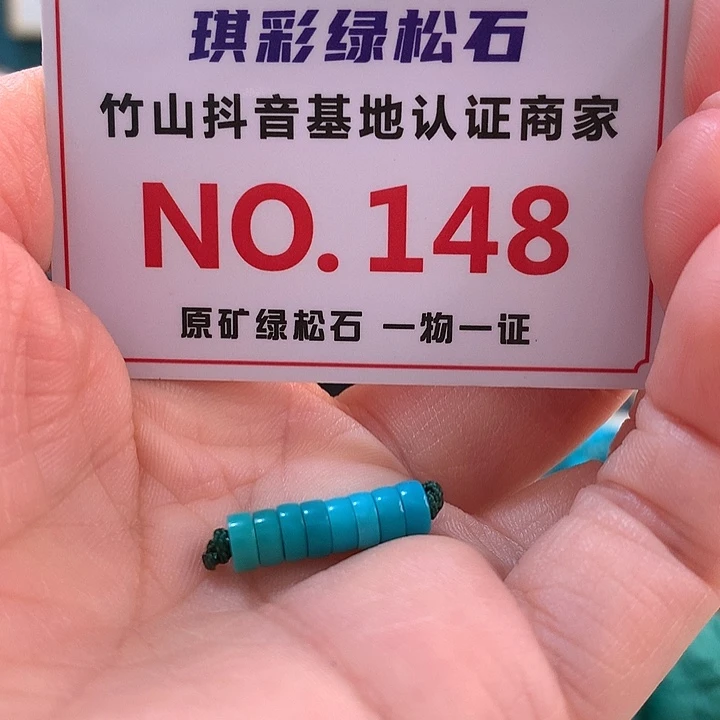 琪彩绿松石
竹山抖音基地认证商家
NO.148
原矿绿松石 一物一证